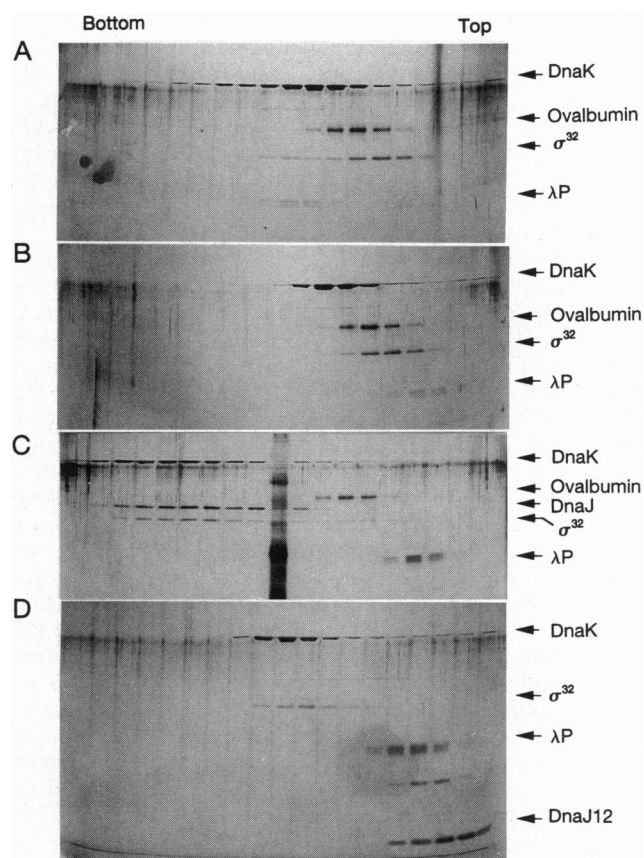 Bottom Top
A
DnaK
Ovalbumin
σ³²
λP
B
DnaK
Ovalbumin
σ³²
λP
C
DnaK
Ovalbumin
DnaJ
σ³²
λP
D
DnaK
σ³²
λP
DnaJ12